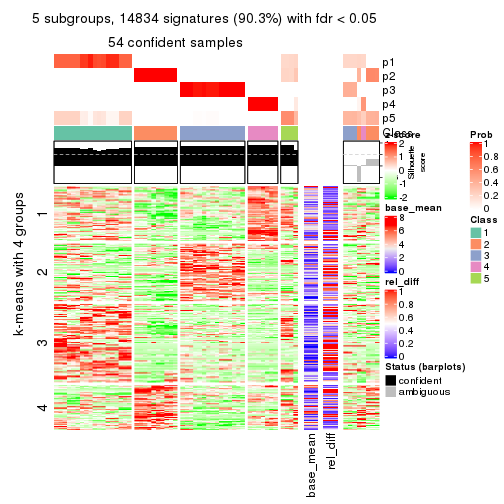 5 subgroups, 14834 signatures (90.3%) with fdr < 0.05
54 confident samples
p1
p2
p3
p4
p5
Class
z-score
2
1
0
-1
-2
Silhouette
score
Prob
1
0.8
0.6
0.4
0.2
0
base_mean
8
6
4
2
0
Class
1
2
3
4
5
rel_diff
1
0.8
0.6
0.4
0.2
0
Status (barplots)
confident
ambiguous
k-means with 4 groups
1
2
3
4
base_mean
rel_diff